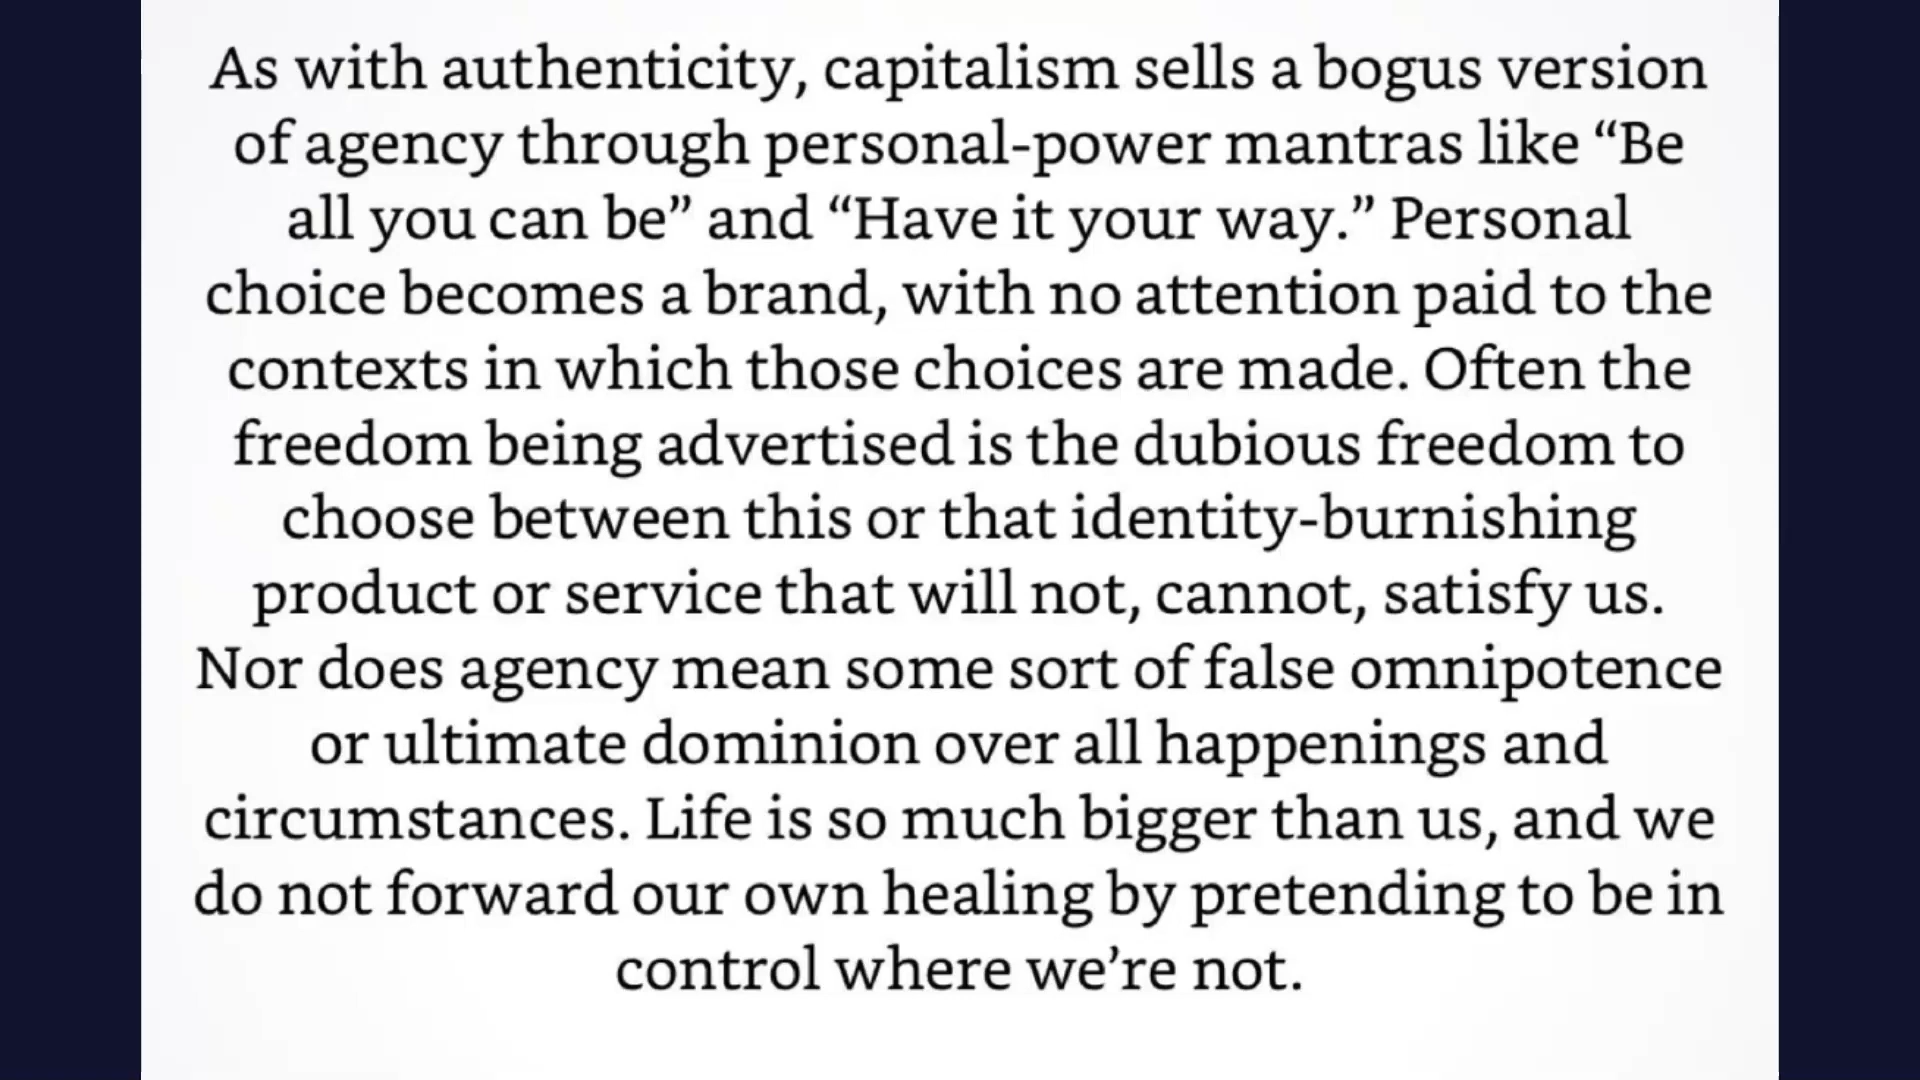 As with authenticity, capitalism sells a bogus version
of agency through personal-power mantras like “Be
all you can be” and “Have it your way.” Personal
choice becomes a brand, with no attention paid to the
contexts in which those choices are made. Often the
freedom being advertised is the dubious freedom to
choose between this or that identity-burnishing
product or service that will not, cannot, satisfy us.
Nor does agency mean some sort of false omnipotence
or ultimate dominion over all happenings and
circumstances. Life is so much bigger than us, and we
do not forward our own healing by pretending to be in
control where we’re not.